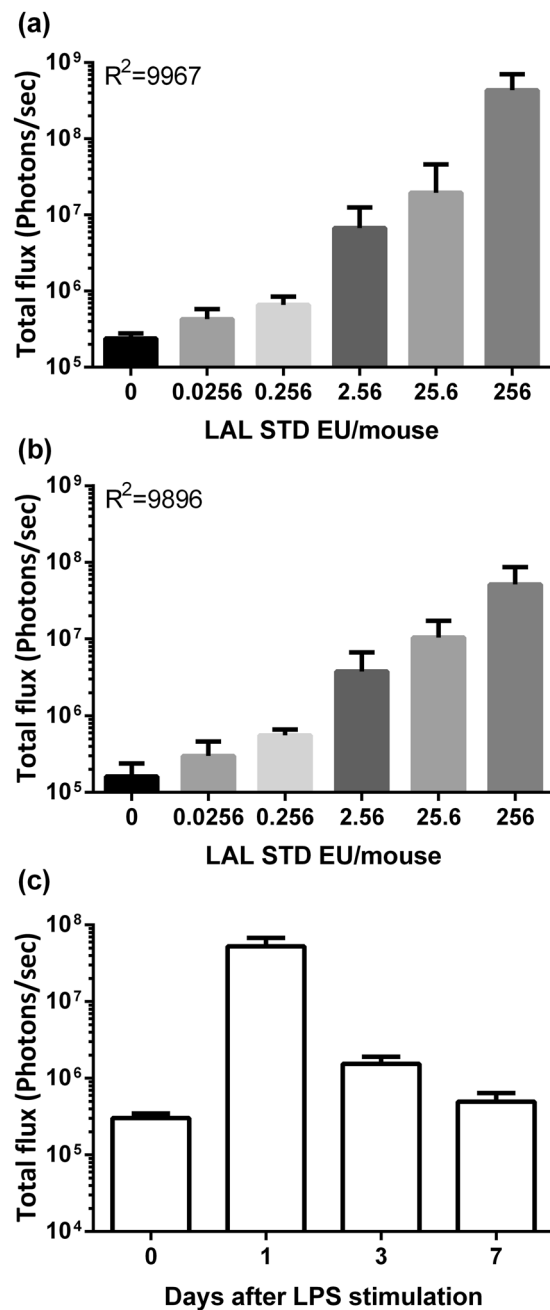 (a)
R²=9967
Total flux (Photons/sec)
10⁹
10⁸
10⁷
10⁶
10⁵
0 0.0256 0.256 2.56 25.6 256
LAL STD EU/mouse
(b)
R²=9896
Total flux (Photons/sec)
10⁹
10⁸
10⁷
10⁶
10⁵
0 0.0256 0.256 2.56 25.6 256
LAL STD EU/mouse
(c)
Total flux (Photons/sec)
10⁸
10⁷
10⁶
10⁵
10⁴
0 1 3 7
Days after LPS stimulation